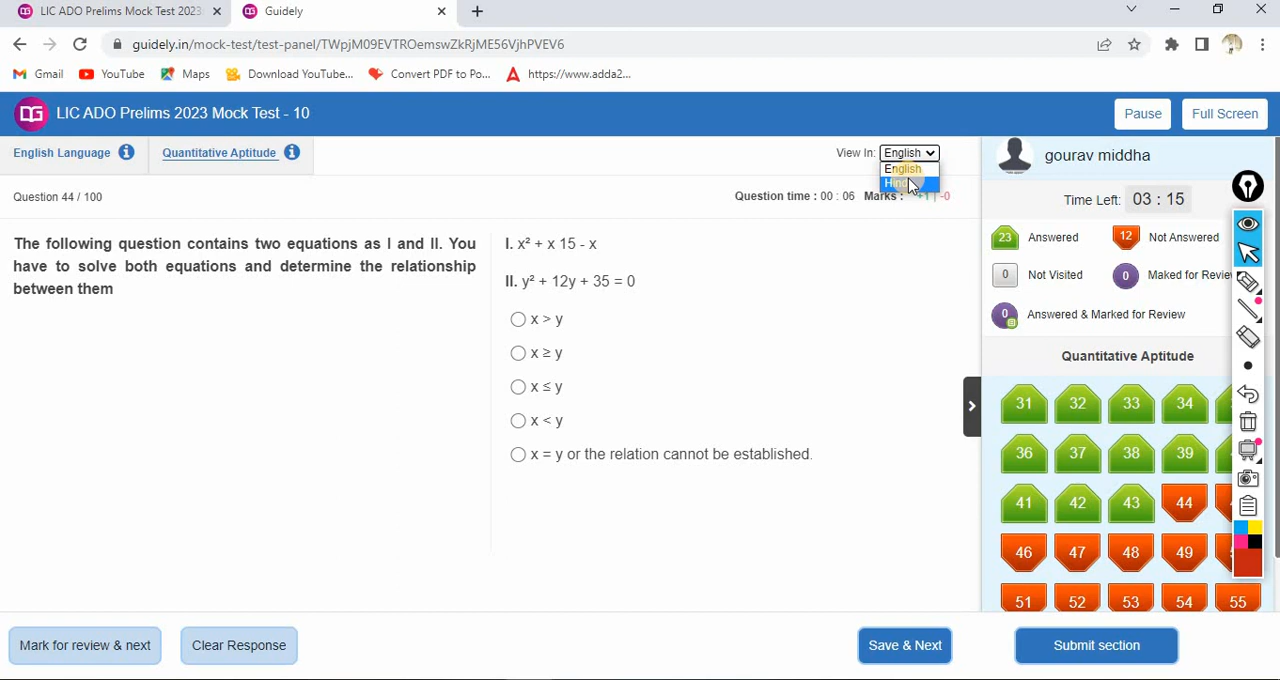 LIC ADO Prelims 2023 Mock Test 2023
Guidely
guidely.in/mock-test/test-panel/TWpjM09EVTROemswZkRjME56VjhPVEV6
Gmail
YouTube
Maps
Download YouTube...
Convert PDF to Po...
https://www.adda2...
LIC ADO Prelims 2023 Mock Test - 10
Pause
Full Screen
English Language
Quantitative Aptitude
View In:
English
English
gourav middha
Question 44 / 100
Question time : 00 : 06
Marks :
+1 | -0
Time Left:
03 : 15
The following question contains two equations as I and II. You
have to solve both equations and determine the relationship
between them
I. x² + x 15 - x
II. y² + 12y + 35 = 0
x > y
x ≥ y
x ≤ y
x < y
x = y or the relation cannot be established.
23
Answered
12
Not Answered
0
Not Visited
0
Maked for Revie
0
Answered & Marked for Review
Quantitative Aptitude
31
32
33
34
36
37
38
39
41
42
43
44
46
47
48
49
51
52
53
54
55
Mark for review & next
Clear Response
Save & Next
Submit section